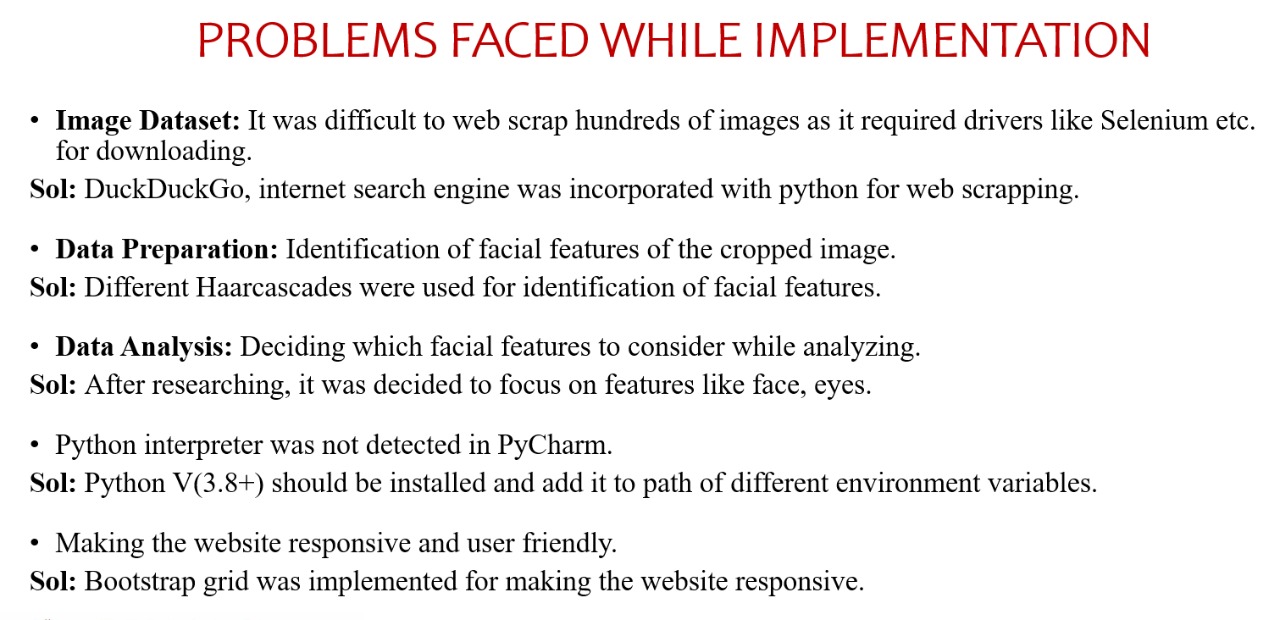 PROBLEMS FACED WHILE IMPLEMENTATION
• Image Dataset: It was difficult to web scrap hundreds of images as it required drivers like Selenium etc.
for downloading.
Sol: DuckDuckGo, internet search engine was incorporated with python for web scrapping.
• Data Preparation: Identification of facial features of the cropped image.
Sol: Different Haarcascades were used for identification of facial features.
• Data Analysis: Deciding which facial features to consider while analyzing.
Sol: After researching, it was decided to focus on features like face, eyes.
• Python interpreter was not detected in PyCharm.
Sol: Python V(3.8+) should be installed and add it to path of different environment variables.
• Making the website responsive and user friendly.
Sol: Bootstrap grid was implemented for making the website responsive.